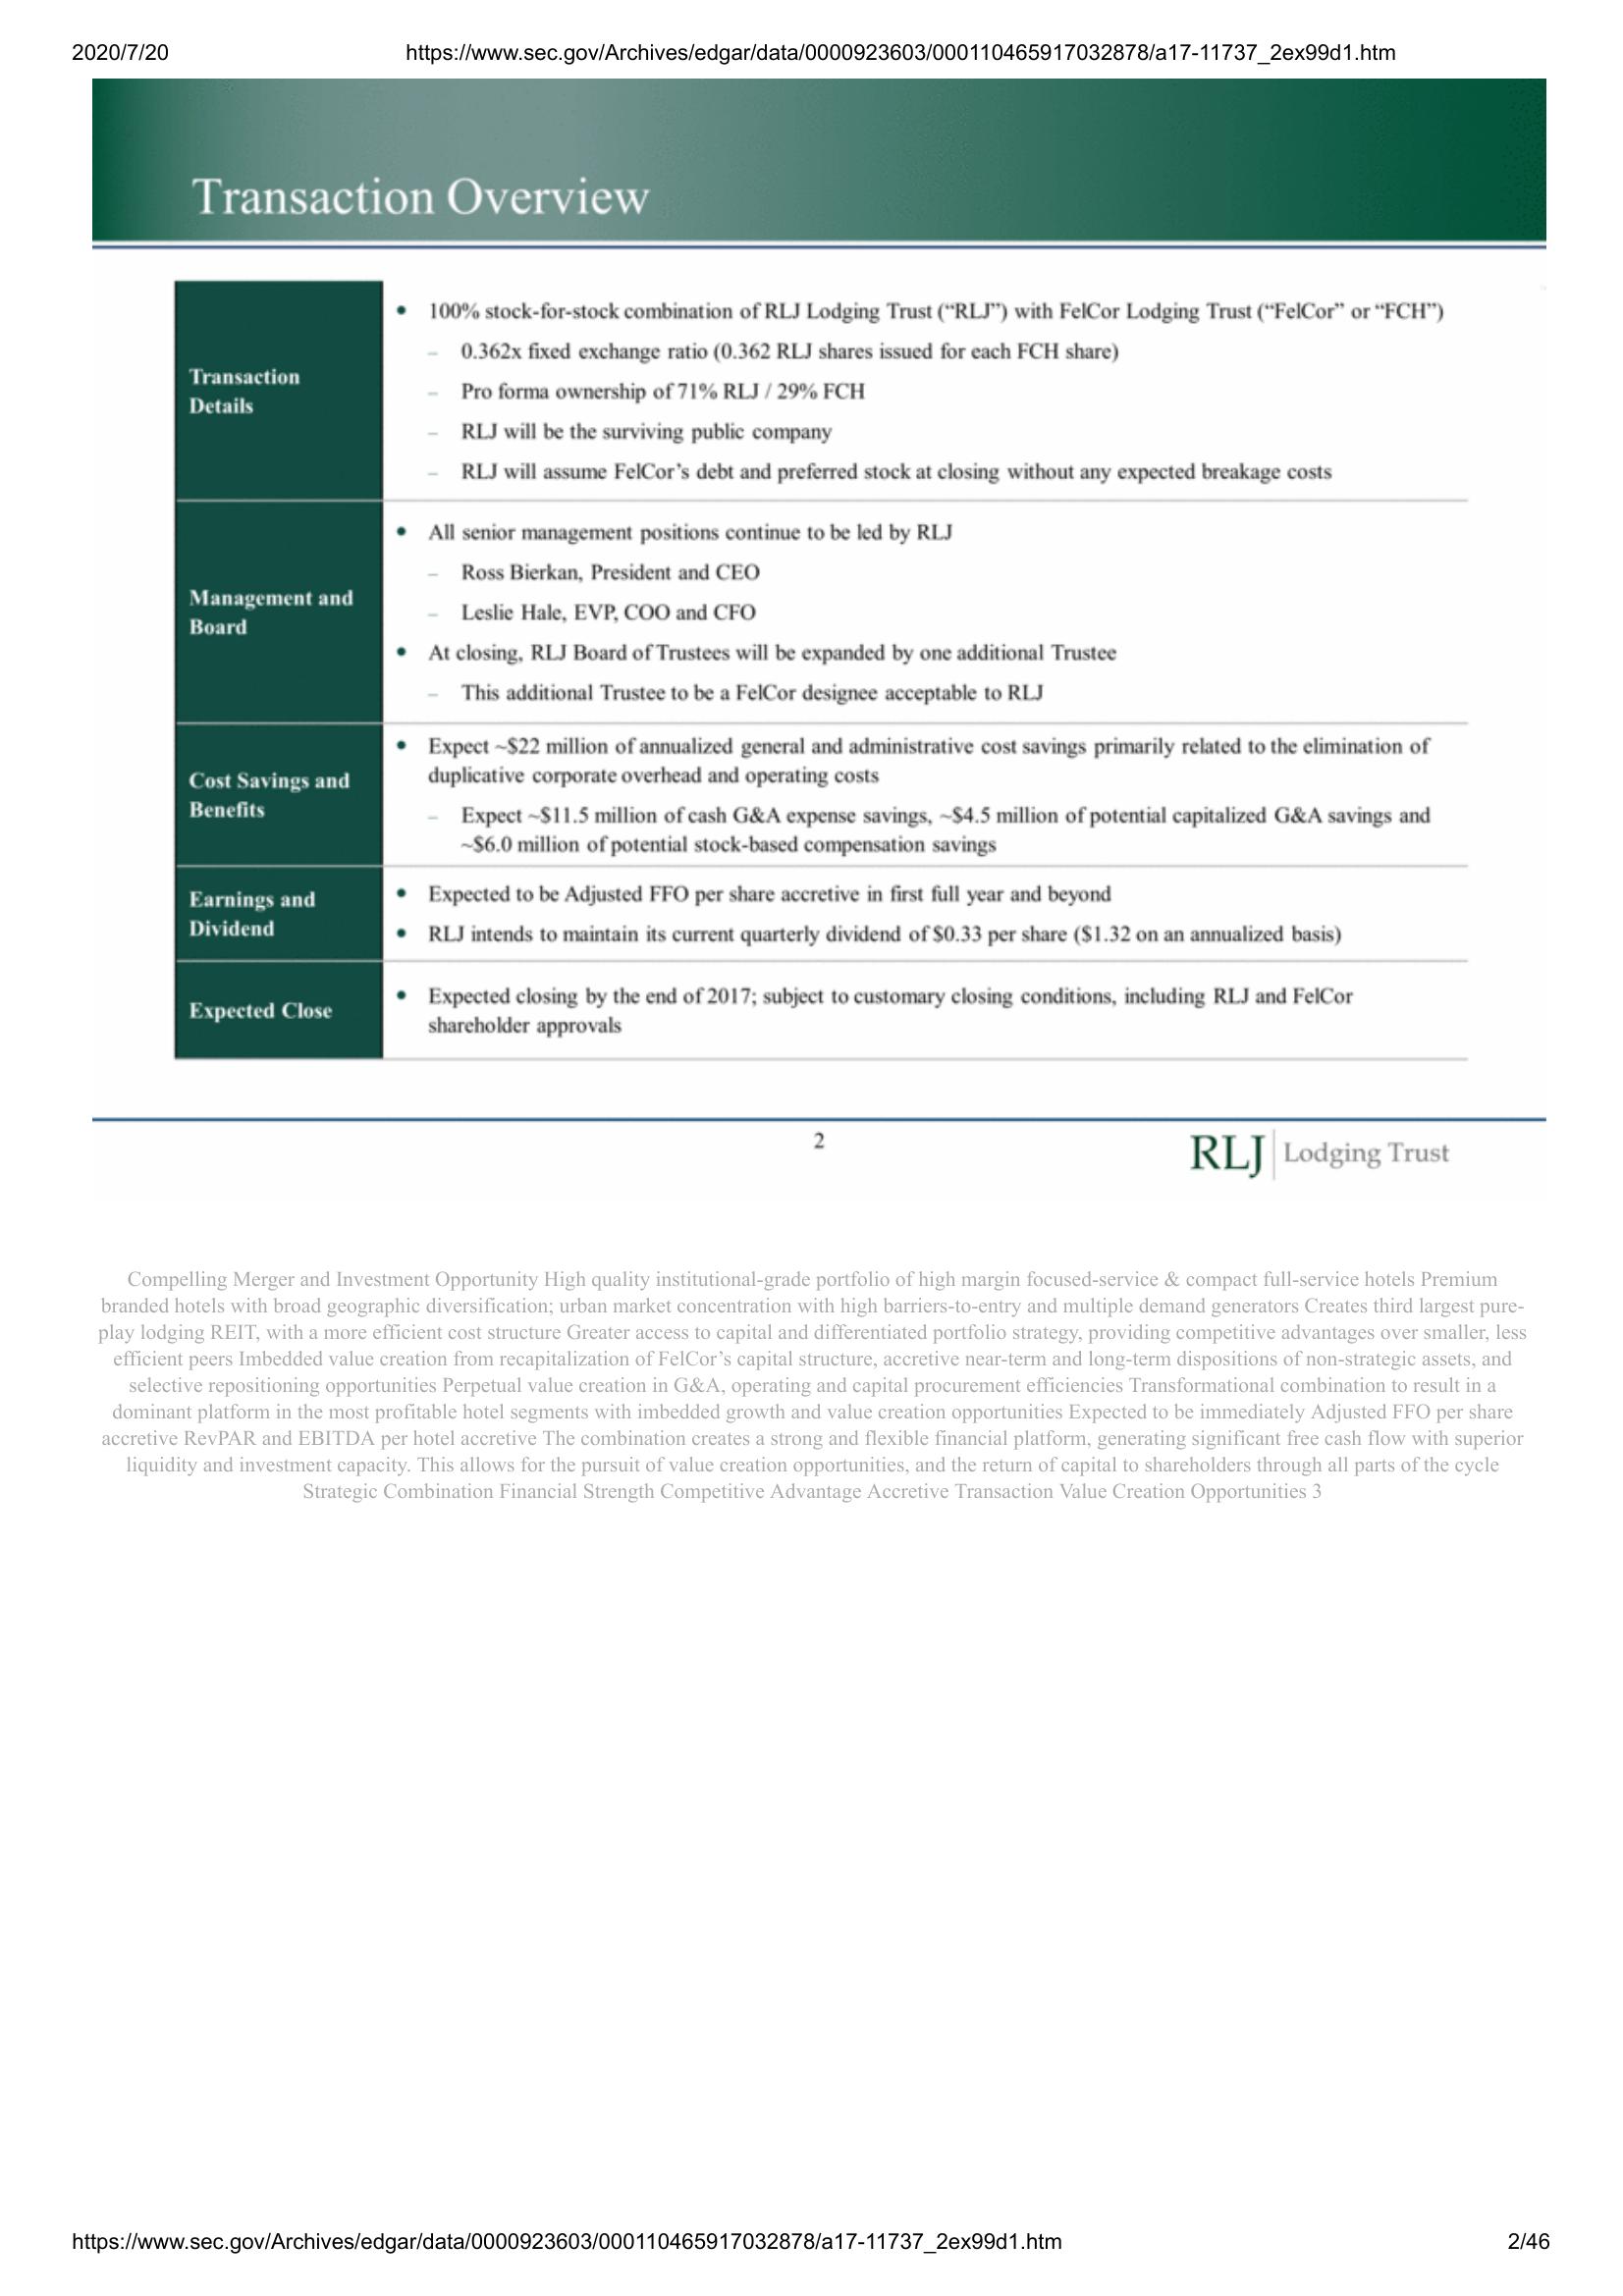 2020/7/20 https://www.sec.gov/Archives/edgar/data/0000923603/000110465917032878/a17-11737_2ex99d1.htm
Transaction Overview
Transaction
Details
• 100% stock-for-stock combination of RLJ Lodging Trust (“RLJ”) with FelCor Lodging Trust (“FelCor” or “FCH”)
– 0.362x fixed exchange ratio (0.362 RLJ shares issued for each FCH share)
– Pro forma ownership of 71% RLJ / 29% FCH
– RLJ will be the surviving public company
– RLJ will assume FelCor’s debt and preferred stock at closing without any expected breakage costs
Management and
Board
• All senior management positions continue to be led by RLJ
– Ross Bierkan, President and CEO
– Leslie Hale, EVP, COO and CFO
• At closing, RLJ Board of Trustees will be expanded by one additional Trustee
– This additional Trustee to be a FelCor designee acceptable to RLJ
Cost Savings and
Benefits
• Expect ~$22 million of annualized general and administrative cost savings primarily related to the elimination of
duplicative corporate overhead and operating costs
– Expect ~$11.5 million of cash G&A expense savings, ~$4.5 million of potential capitalized G&A savings and
~$6.0 million of potential stock-based compensation savings
Earnings and
Dividend
• Expected to be Adjusted FFO per share accretive in first full year and beyond
• RLJ intends to maintain its current quarterly dividend of $0.33 per share ($1.32 on an annualized basis)
Expected Close
• Expected closing by the end of 2017; subject to customary closing conditions, including RLJ and FelCor
shareholder approvals
2
RLJ Lodging Trust
Compelling Merger and Investment Opportunity High quality institutional-grade portfolio of high margin focused-service & compact full-service hotels Premium
branded hotels with broad geographic diversification; urban market concentration with high barriers-to-entry and multiple demand generators Creates third largest pure-
play lodging REIT, with a more efficient cost structure Greater access to capital and differentiated portfolio strategy, providing competitive advantages over smaller, less
efficient peers Imbedded value creation from recapitalization of FelCor’s capital structure, accretive near-term and long-term dispositions of non-strategic assets, and
selective repositioning opportunities Perpetual value creation in G&A, operating and capital procurement efficiencies Transformational combination to result in a
dominant platform in the most profitable hotel segments with imbedded growth and value creation opportunities Expected to be immediately Adjusted FFO per share
accretive RevPAR and EBITDA per hotel accretive The combination creates a strong and flexible financial platform, generating significant free cash flow with superior
liquidity and investment capacity. This allows for the pursuit of value creation opportunities, and the return of capital to shareholders through all parts of the cycle
Strategic Combination Financial Strength Competitive Advantage Accretive Transaction Value Creation Opportunities 3
https://www.sec.gov/Archives/edgar/data/0000923603/000110465917032878/a17-11737_2ex99d1.htm 2/46